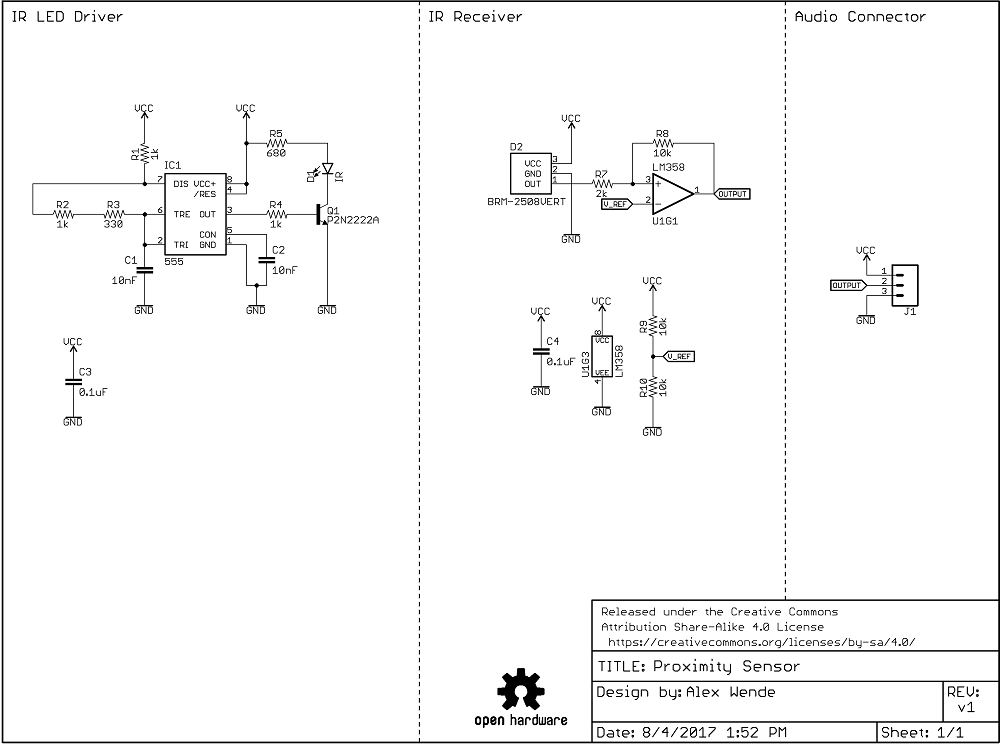 IR LED Driver
IR Receiver
Audio Connector
VCC
VCC
R1
1k
R5
680
IC1
D1
IR
7
DIS
VCC+
8
/RES
4
R2
1k
R3
330
6
TRE
OUT
3
R4
1k
Q1
P2N2222A
CON
5
2
TRI
GND
1
555
C1
10nF
C2
10nF
GND
GND
GND
VCC
C3
0.1uF
GND
VCC
D2
VCC
3
GND
2
OUT
1
BRM-2508VERT
GND
R7
2k
R8
10k
LM358
3
+
2
-
1
V_REF
OUTPUT
U1G1
VCC
C4
0.1uF
GND
VCC
8
VCC
U1G3
LM358
VEE
4
GND
VCC
R9
10k
V_REF
R10
10k
GND
VCC
1
OUTPUT
2
3
J1
GND
open hardware
Released under the Creative Commons
Attribution Share-Alike 4.0 License
https://creativecommons.org/licenses/by-sa/4.0/
TITLE: Proximity Sensor
Design by: Alex Wende
REV:
v1
Date: 8/4/2017 1:52 PM
Sheet: 1/1